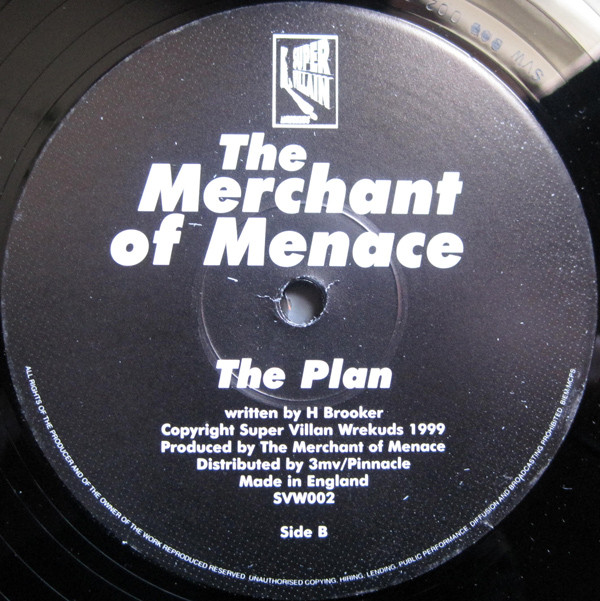 SUPER
VILLAIN
The
Merchant
of Menace
The Plan
written by H Brooker
Copyright Super Villan Wrekuds 1999
Produced by The Merchant of Menace
Distributed by 3mv/Pinnacle
Made in England
SVW002
Side B
ALL RIGHTS OF THE PRODUCER AND OF THE OWNER OF THE WORK REPRODUCED RESERVED. UNAUTHORISED COPYING, HIRING, LENDING, PUBLIC PERFORMANCE, DIFFUSION AND BROADCASTING PROHIBITED. BIEM/MCPS